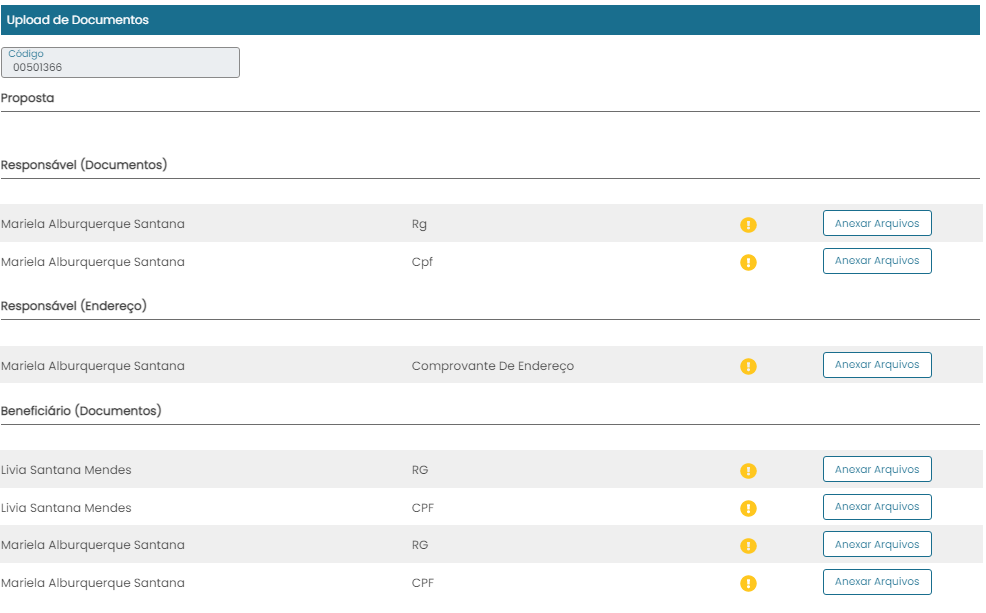 Upload de Documentos
Código
00501366
Proposta
Responsável (Documentos)
Mariela Alburquerque Santana Rg Anexar Arquivos
Mariela Alburquerque Santana Cpf Anexar Arquivos
Responsável (Endereço)
Mariela Alburquerque Santana Comprovante De Endereço Anexar Arquivos
Beneficiário (Documentos)
Livia Santana Mendes RG Anexar Arquivos
Livia Santana Mendes CPF Anexar Arquivos
Mariela Alburquerque Santana RG Anexar Arquivos
Mariela Alburquerque Santana CPF Anexar Arquivos